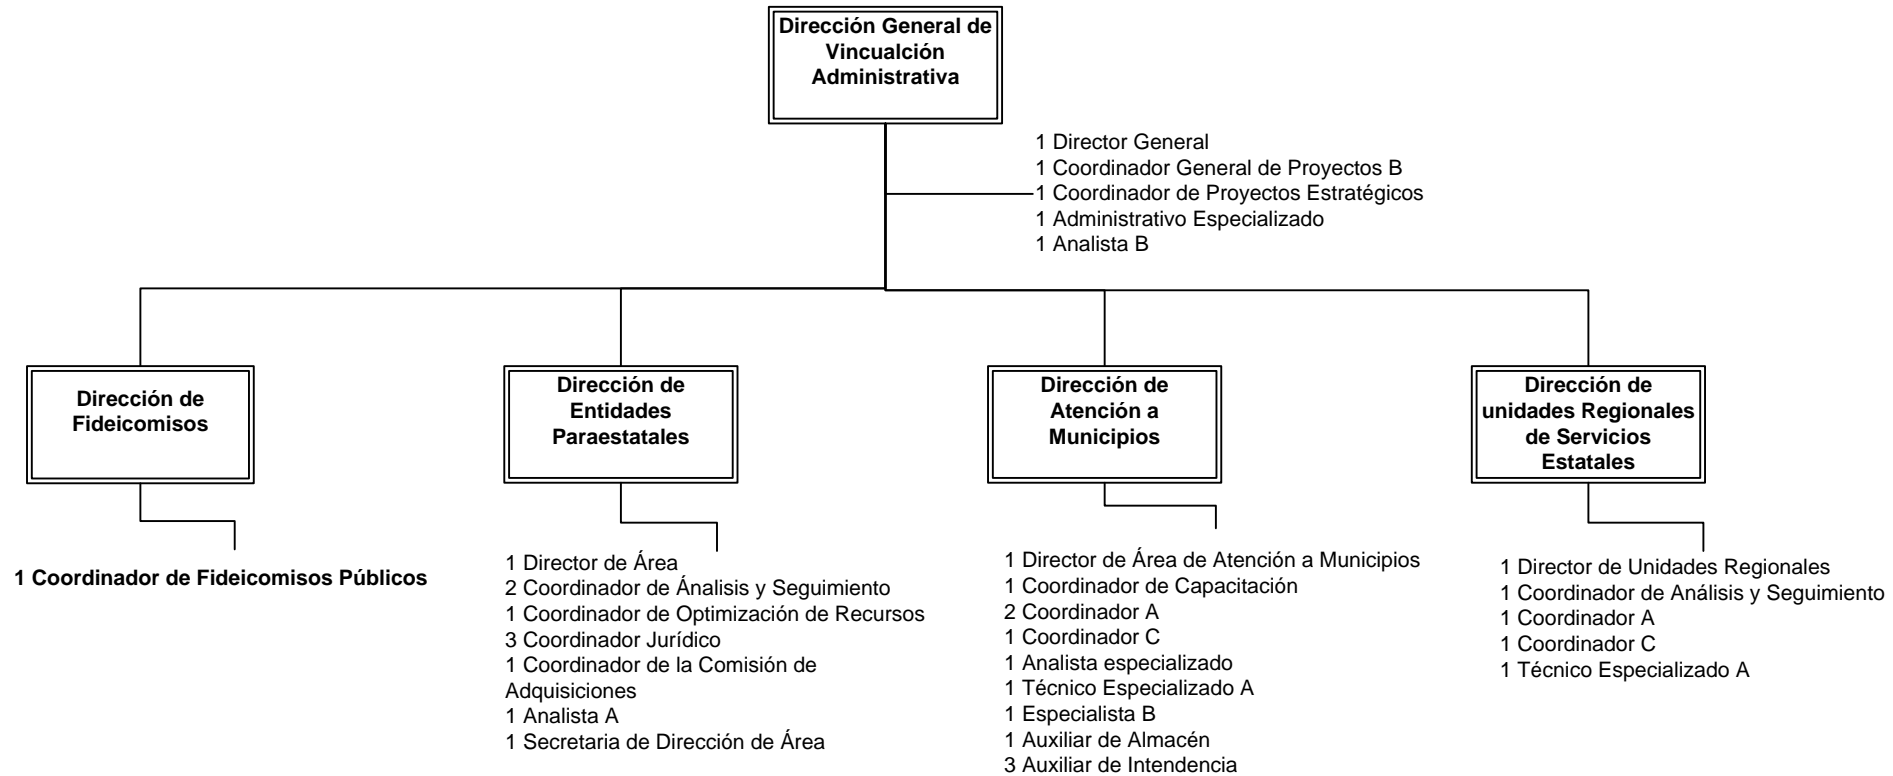 Dirección General de
Vincualción
Administrativa
1 Director General
1 Coordinador General de Proyectos B
1 Coordinador de Proyectos Estratégicos
1 Administrativo Especializado
1 Analista B
Dirección de
Fideicomisos
Dirección de
Entidades
Paraestatales
Dirección de
Atención a
Municipios
Dirección de
unidades Regionales
de Servicios
Estatales
1 Coordinador de Fideicomisos Públicos
1 Director de Área
2 Coordinador de Ánalisis y Seguimiento
1 Coordinador de Optimización de Recursos
3 Coordinador Jurídico
1 Coordinador de la Comisión de
Adquisiciones
1 Analista A
1 Secretaria de Dirección de Área
1 Director de Área de Atención a Municipios
1 Coordinador de Capacitación
2 Coordinador A
1 Coordinador C
1 Analista especializado
1 Técnico Especializado A
1 Especialista B
1 Auxiliar de Almacén
3 Auxiliar de Intendencia
1 Director de Unidades Regionales
1 Coordinador de Análisis y Seguimiento
1 Coordinador A
1 Coordinador C
1 Técnico Especializado A